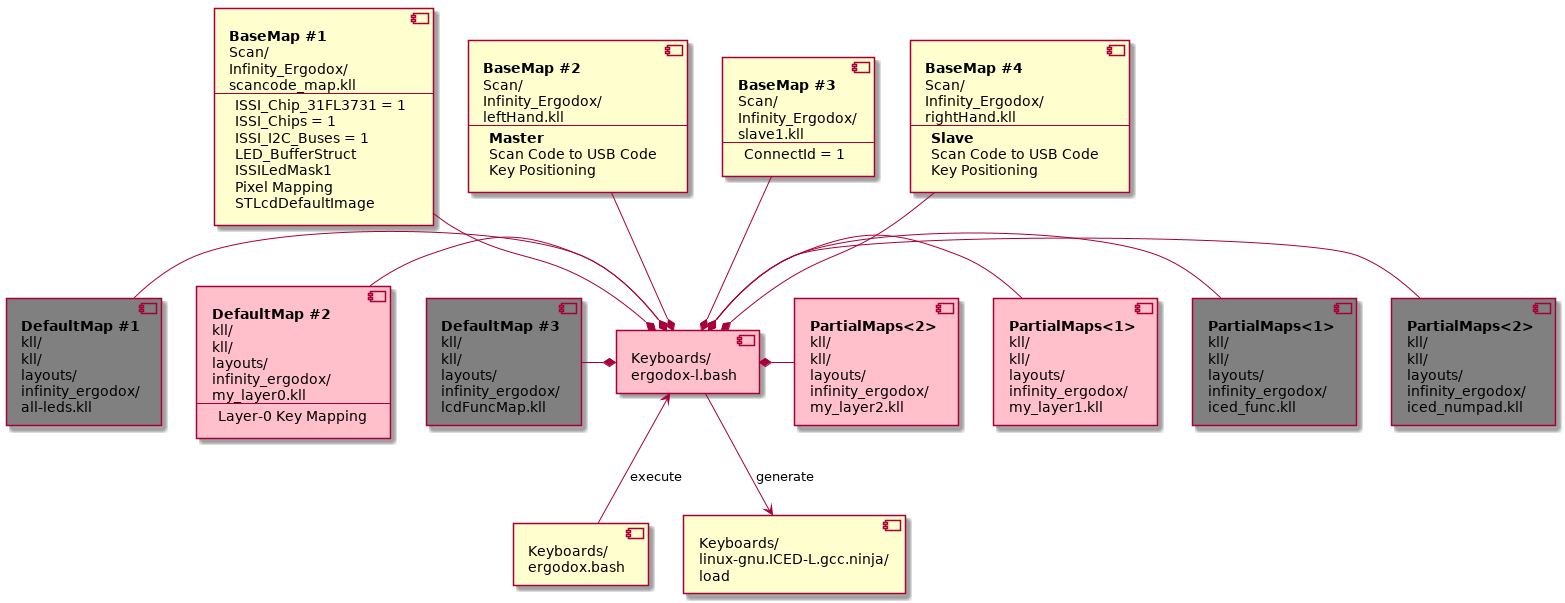 BaseMap #1
Scan/
Infinity_Ergodox/
scancode_map.kll
ISSI_Chip_31FL3731 = 1
ISSI_Chips = 1
ISSI_I2C_Buses = 1
LED_BufferStruct
ISSILedMask1
Pixel Mapping
STLcdDefaultImage
BaseMap #2
Scan/
Infinity_Ergodox/
leftHand.kll
Master
Scan Code to USB Code
Key Positioning
BaseMap #3
Scan/
Infinity_Ergodox/
slave1.kll
ConnectId = 1
BaseMap #4
Scan/
Infinity_Ergodox/
rightHand.kll
Slave
Scan Code to USB Code
Key Positioning
DefaultMap #1
kll/
kll/
layouts/
infinity_ergodox/
all-leds.kll
DefaultMap #2
kll/
kll/
layouts/
infinity_ergodox/
my_layer0.kll
Layer-0 Key Mapping
DefaultMap #3
kll/
kll/
layouts/
infinity_ergodox/
lcdFuncMap.kll
Keyboards/
ergodox-l.bash
PartialMaps<2>
kll/
kll/
layouts/
infinity_ergodox/
my_layer2.kll
PartialMaps<1>
kll/
kll/
layouts/
infinity_ergodox/
my_layer1.kll
PartialMaps<1>
kll/
kll/
layouts/
infinity_ergodox/
iced_func.kll
PartialMaps<2>
kll/
kll/
layouts/
infinity_ergodox/
iced_numpad.kll
execute
generate
Keyboards/
ergodox.bash
Keyboards/
linux-gnu.ICED-L.gcc.ninja/
load